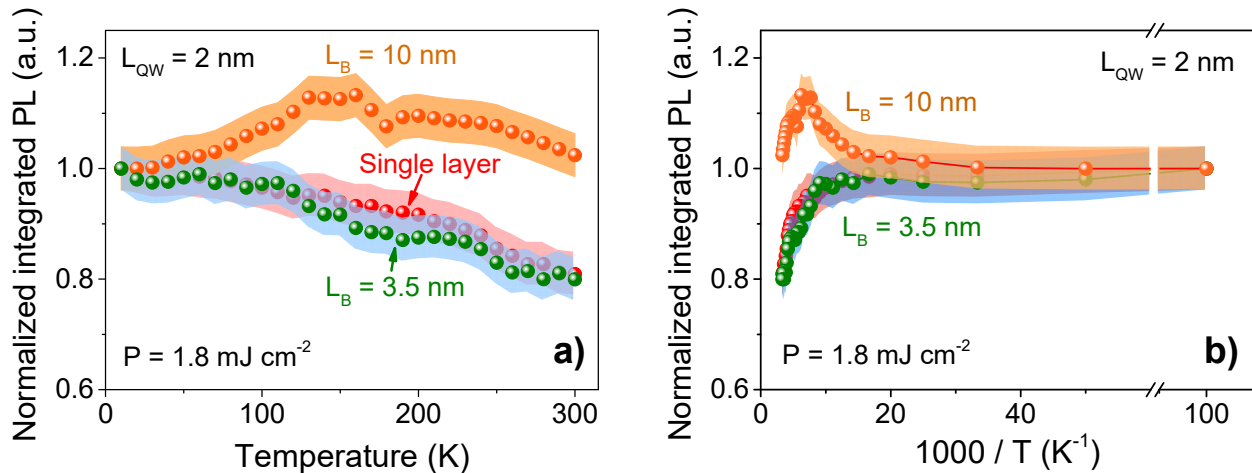 Normalized integrated PL (a.u.)
1.2
1.0
0.8
0.6
L_QW = 2 nm
L_B = 10 nm
Single layer
L_B = 3.5 nm
P = 1.8 mJ cm⁻²
a)
0
100
200
300
Temperature (K)
Normalized integrated PL (a.u.)
1.2
1.0
0.8
0.6
L_QW = 2 nm
L_B = 10 nm
L_B = 3.5 nm
P = 1.8 mJ cm⁻²
b)
0
20
40
100
1000 / T (K⁻¹)